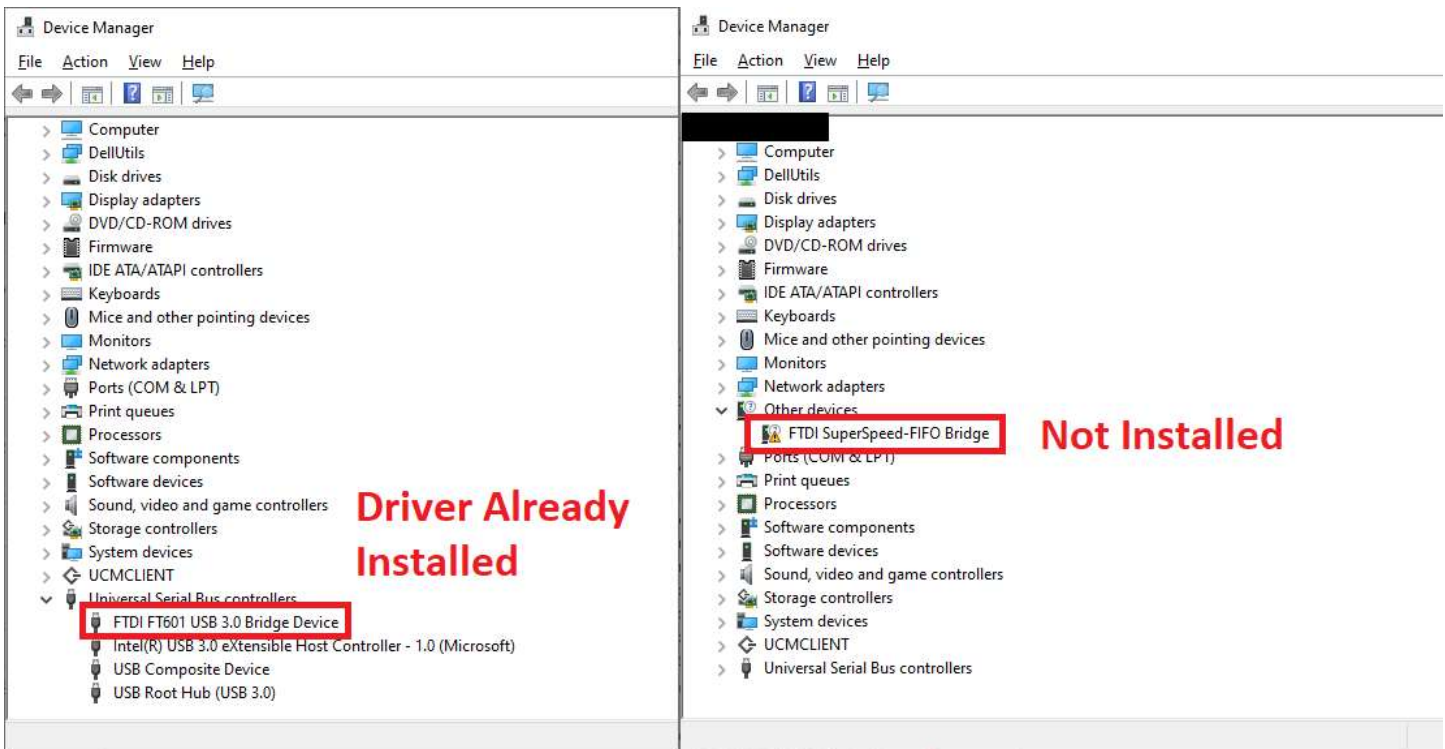 Device Manager
File Action View Help
Computer
DellUtils
Disk drives
Display adapters
DVD/CD-ROM drives
Firmware
IDE ATA/ATAPI controllers
Keyboards
Mice and other pointing devices
Monitors
Network adapters
Ports (COM & LPT)
Print queues
Processors
Software components
Software devices
Sound, video and game controllers
Storage controllers
System devices
UCMCLIENT
Universal Serial Bus controllers
FTDI FT601 USB 3.0 Bridge Device
Intel(R) USB 3.0 eXtensible Host Controller - 1.0 (Microsoft)
USB Composite Device
USB Root Hub (USB 3.0)
Driver Already
Installed
Device Manager
File Action View Help
Computer
DellUtils
Disk drives
Display adapters
DVD/CD-ROM drives
Firmware
IDE ATA/ATAPI controllers
Keyboards
Mice and other pointing devices
Monitors
Network adapters
Other devices
FTDI SuperSpeed-FIFO Bridge
Ports (COM & LPT)
Print queues
Processors
Software components
Software devices
Sound, video and game controllers
Storage controllers
System devices
UCMCLIENT
Universal Serial Bus controllers
Not Installed